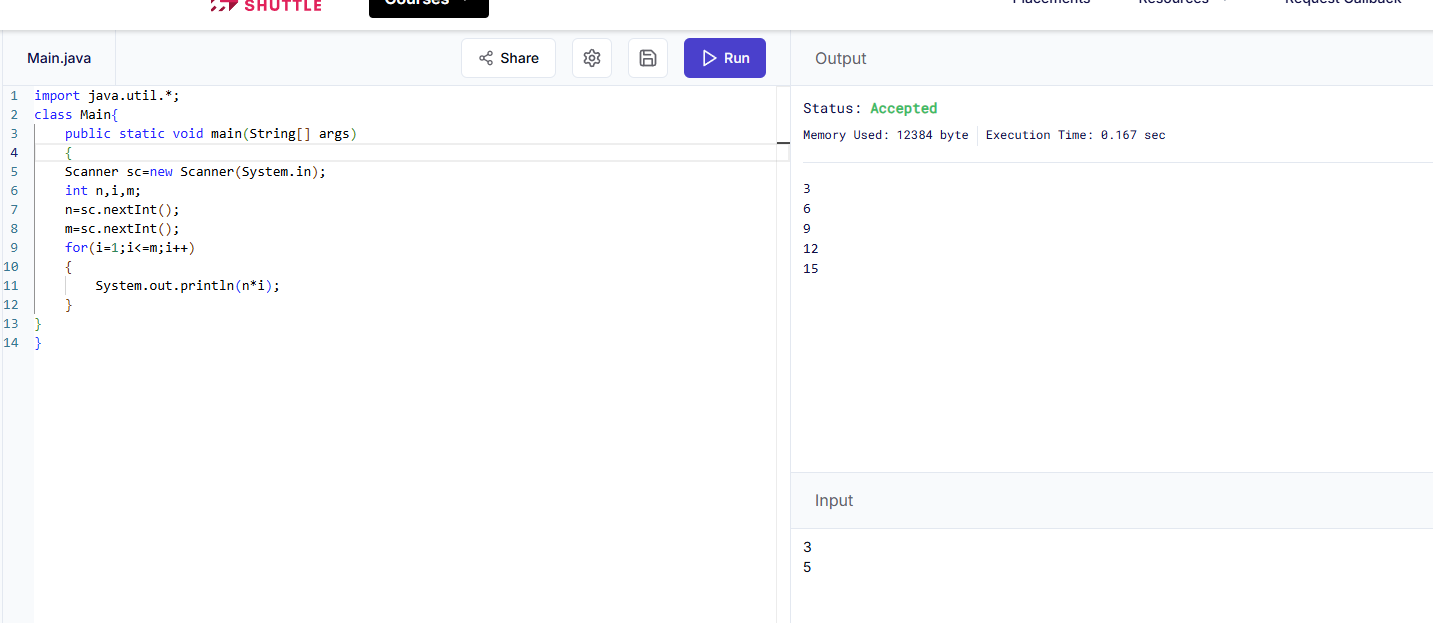 SHUTTLE
Courses
Placements
Resources
Request Callback
Main.java
Share
Run
Output
1 import java.util.*;
2 class Main{
3 public static void main(String[] args)
4 {
5 Scanner sc=new Scanner(System.in);
6 int n,i,m;
7 n=sc.nextInt();
8 m=sc.nextInt();
9 for(i=1;i<=m;i++)
10 {
11 System.out.println(n*i);
12 }
13 }
14 }
Status: Accepted
Memory Used: 12384 byte
Execution Time: 0.167 sec
3
6
9
12
15
Input
3
5